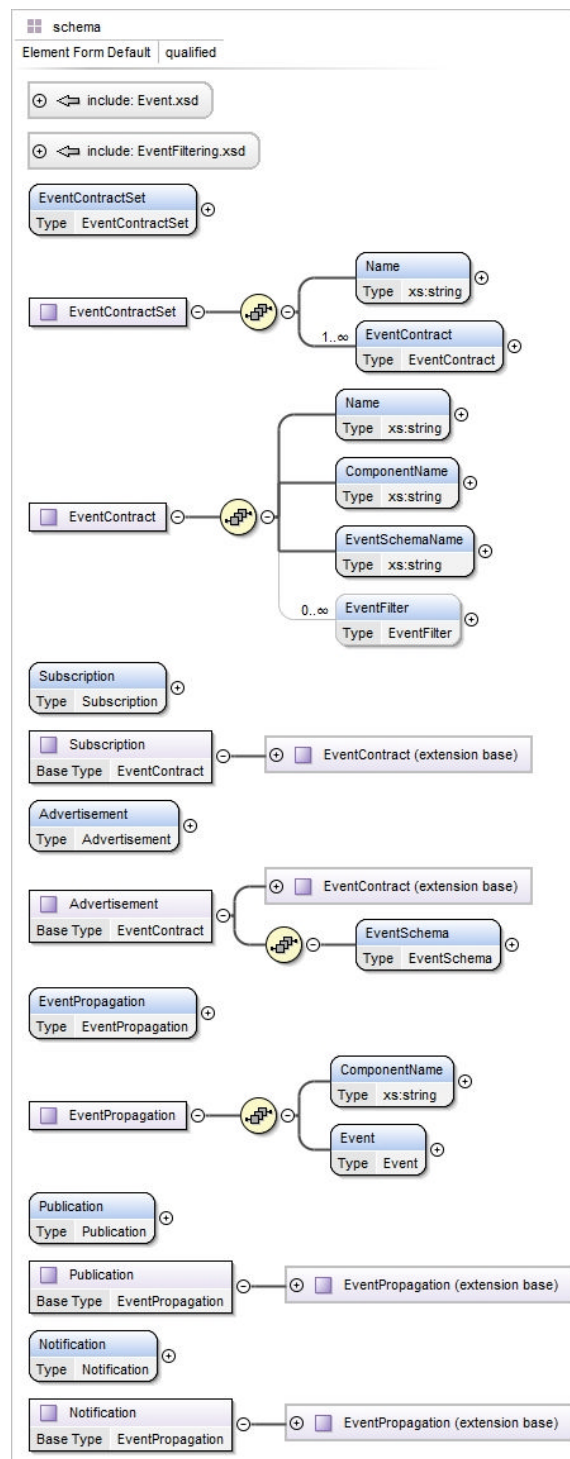 schema
Element Form Default qualified
include: Event.xsd
include: EventFiltering.xsd
EventContractSet
Type EventContractSet
Name
Type xs:string
EventContractSet
1..∞
EventContract
Type EventContract
Name
Type xs:string
ComponentName
Type xs:string
EventContract
EventSchemaName
Type xs:string
0..∞
EventFilter
Type EventFilter
Subscription
Type Subscription
Subscription
Base Type EventContract
EventContract (extension base)
Advertisement
Type Advertisement
EventContract (extension base)
Advertisement
Base Type EventContract
EventSchema
Type EventSchema
EventPropagation
Type EventPropagation
ComponentName
Type xs:string
EventPropagation
Event
Type Event
Publication
Type Publication
Publication
Base Type EventPropagation
EventPropagation (extension base)
Notification
Type Notification
Notification
Base Type EventPropagation
EventPropagation (extension base)